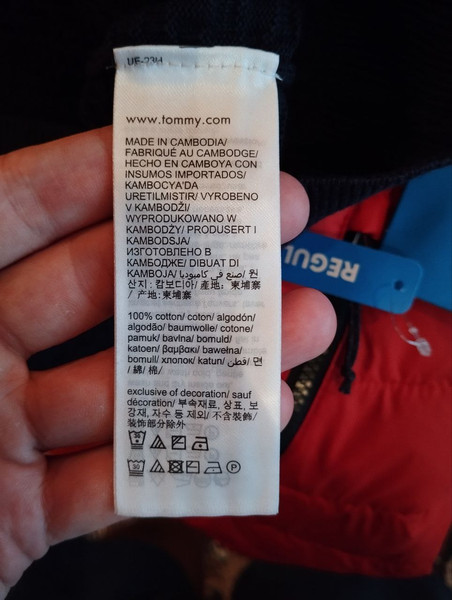 www.tommy.com
MADE IN CAMBODIA/
FABRIQUÉ AU CAMBODGE/
HECHO EN CAMBOYA CON
INSUMOS IMPORTADOS/
KAMBOÇYA'DA
URETILMISTIR/ VYROBENO
V KAMBODŽI/
WYPRODUKOWANO W
KAMBODŻY/ PRODUSERT I
KAMBODSJA/
ИЗГОТОВЛЕНО В
КАМБОДЖЕ/ DIBUAT DI
KAMBOJA/ صنع في كامبوديا/ 원
산지: 캄보디아/ 產地: 柬埔寨
/ 产地: 柬埔寨
100% cotton/ coton/ algodón/
algodão/ baumwolle/ cotone/
pamuk/ bavlna/ bomuld/
katoen/ βαμβακι/ bawełna/
bomull/ хлопок/ katun/ قطن/ 면
/ 綿/ 棉/
exclusive of decoration/ sauf
décoration/ 부속재료, 상표, 보
강재, 자수 등 제외/ 不含裝飾/
装饰部分除外
30
30 P
REGUL